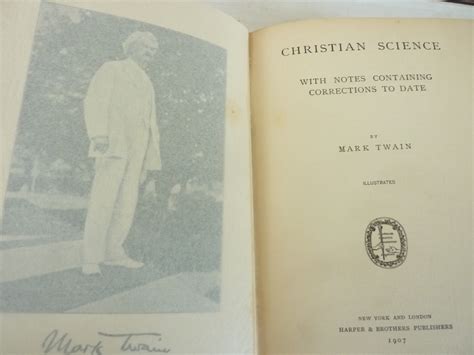 Mark Twain
CHRISTIAN SCIENCE
WITH NOTES CONTAINING
CORRECTIONS TO DATE
BY
MARK TWAIN
ILLUSTRATED
NEW YORK AND LONDON
HARPER & BROTHERS PUBLISHERS
1907